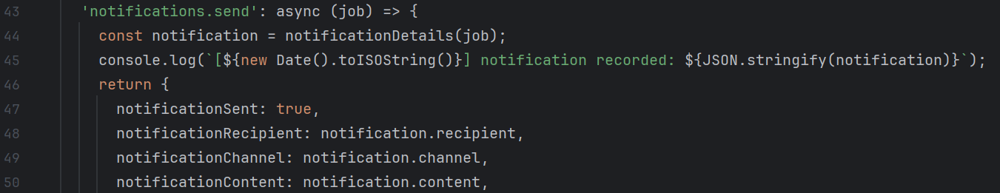 43 'notifications.send': async (job) => {
44 const notification = notificationDetails(job);
45 console.log(`[${new Date().toISOString()}] notification recorded: ${JSON.stringify(notification)}`);
46 return {
47 notificationSent: true,
48 notificationRecipient: notification.recipient,
49 notificationChannel: notification.channel,
50 notificationContent: notification.content,